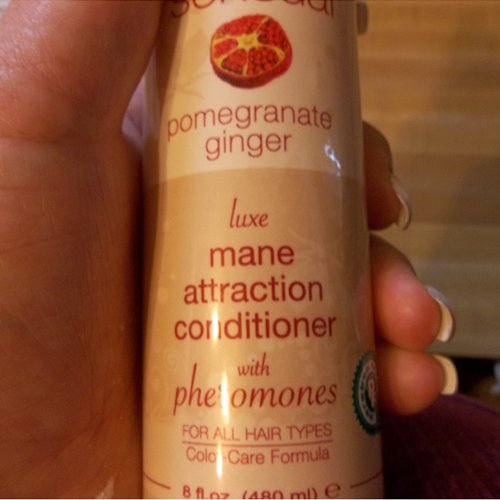 sensual
pomegranate
ginger
luxe
mane
attraction
conditioner
with
pheromones
FOR ALL HAIR TYPES
Color-Care Formula
8 fl.oz. (480 ml) e